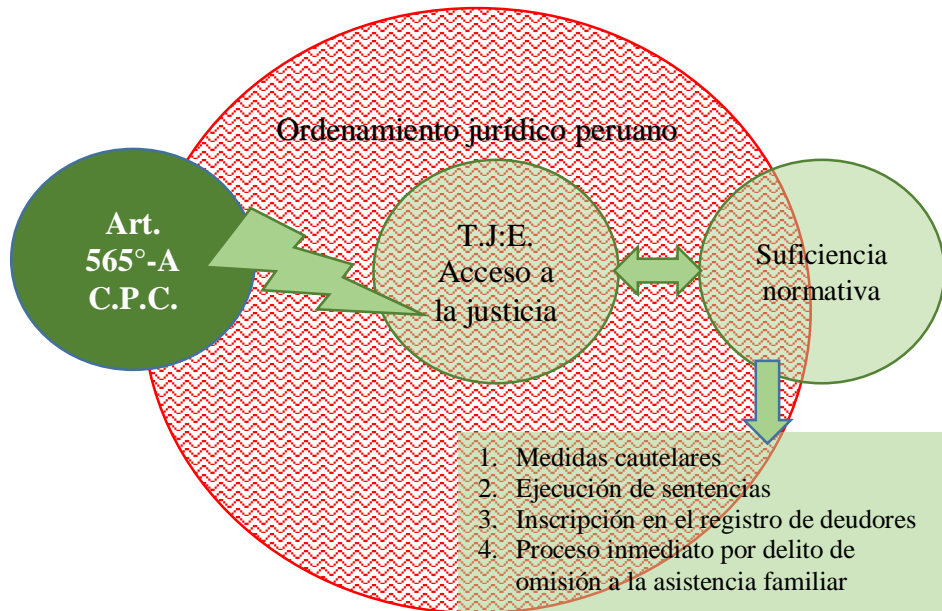 Ordenamiento jurídico peruano
Art.
565°-A
C.P.C.
T.J:E.
Acceso a
la justicia
Suficiencia
normativa
1. Medidas cautelares
2. Ejecución de sentencias
3. Inscripción en el registro de deudores
4. Proceso inmediato por delito de
omisión a la asistencia familiar